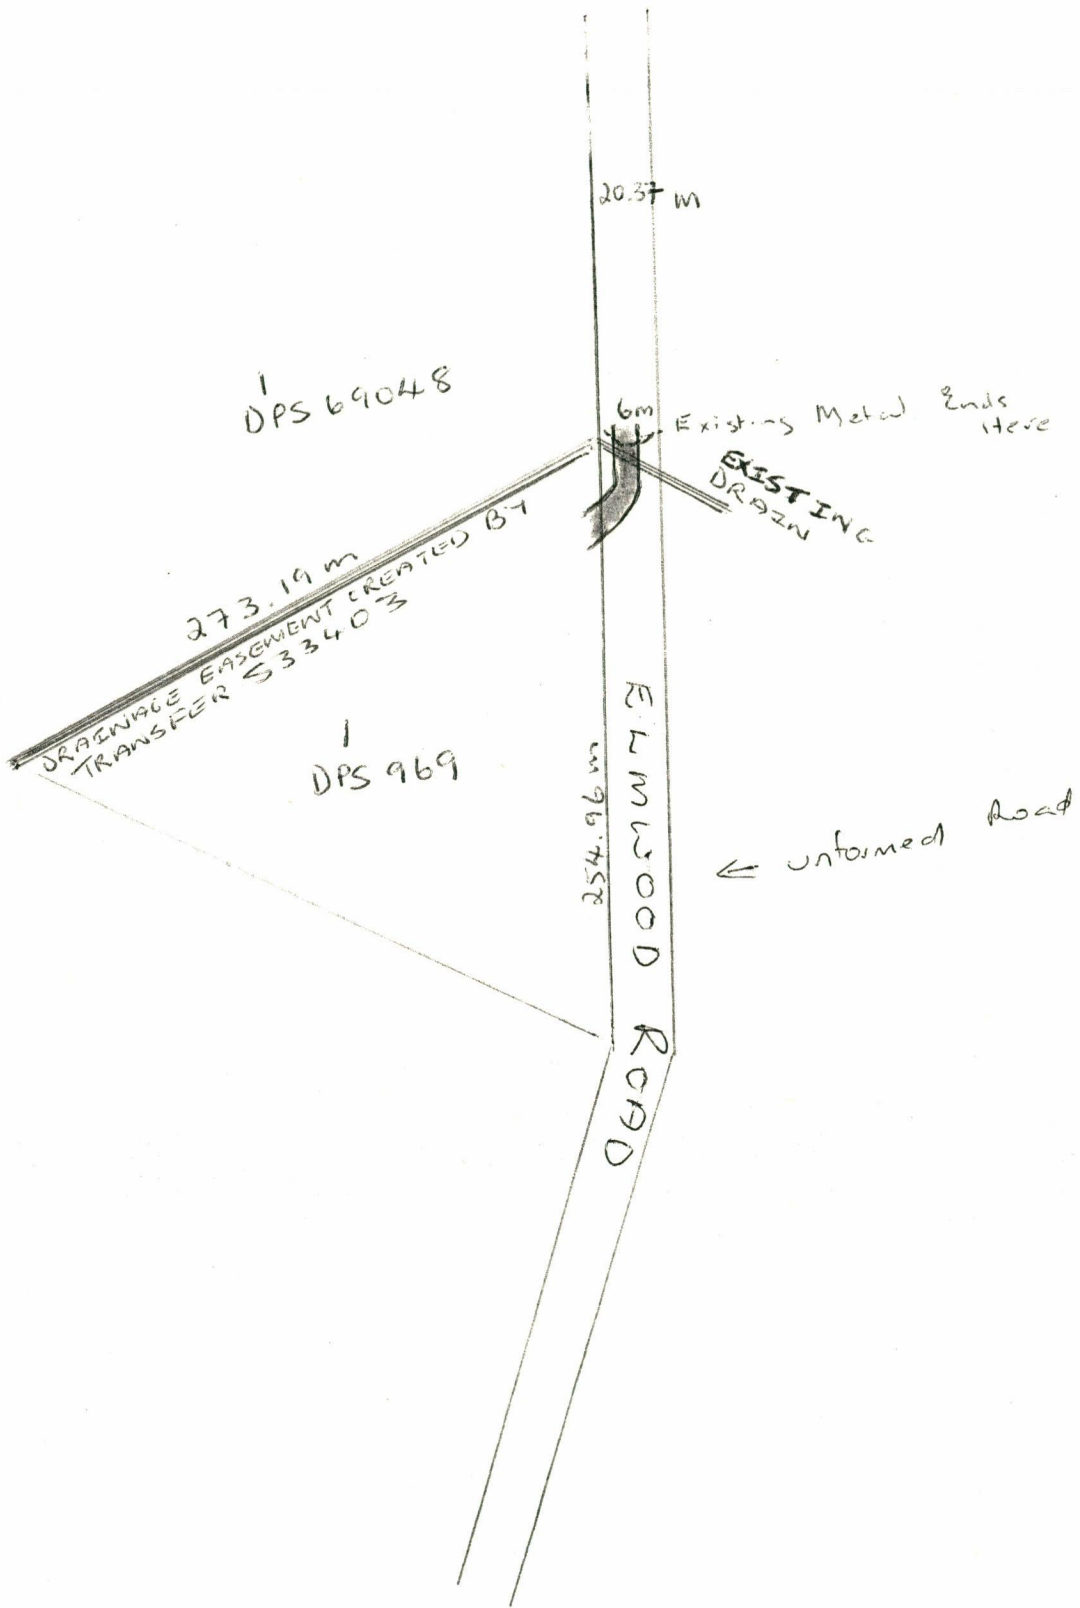 20.37 m
1
DPS 69048
6m
Existing Metal Ends
Here
EXISTING
DRAIN
273.19 m
DRAINAGE EASEMENT CREATED BY
TRANSFER S33403
1
DPS 969
254.96 m
ELMWOOD ROAD
← unformed Road